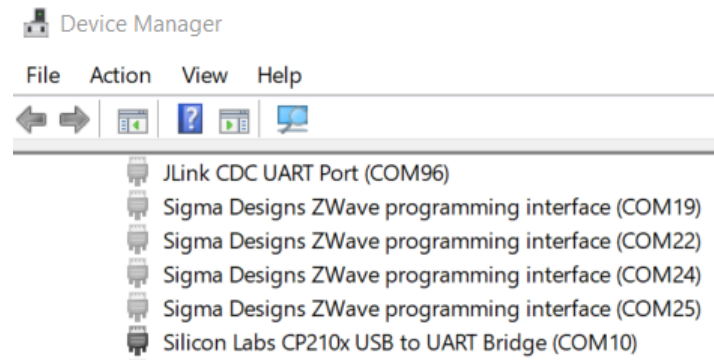 Device Manager
File Action View Help
?
JLink CDC UART Port (COM96)
Sigma Designs ZWave programming interface (COM19)
Sigma Designs ZWave programming interface (COM22)
Sigma Designs ZWave programming interface (COM24)
Sigma Designs ZWave programming interface (COM25)
Silicon Labs CP210x USB to UART Bridge (COM10)